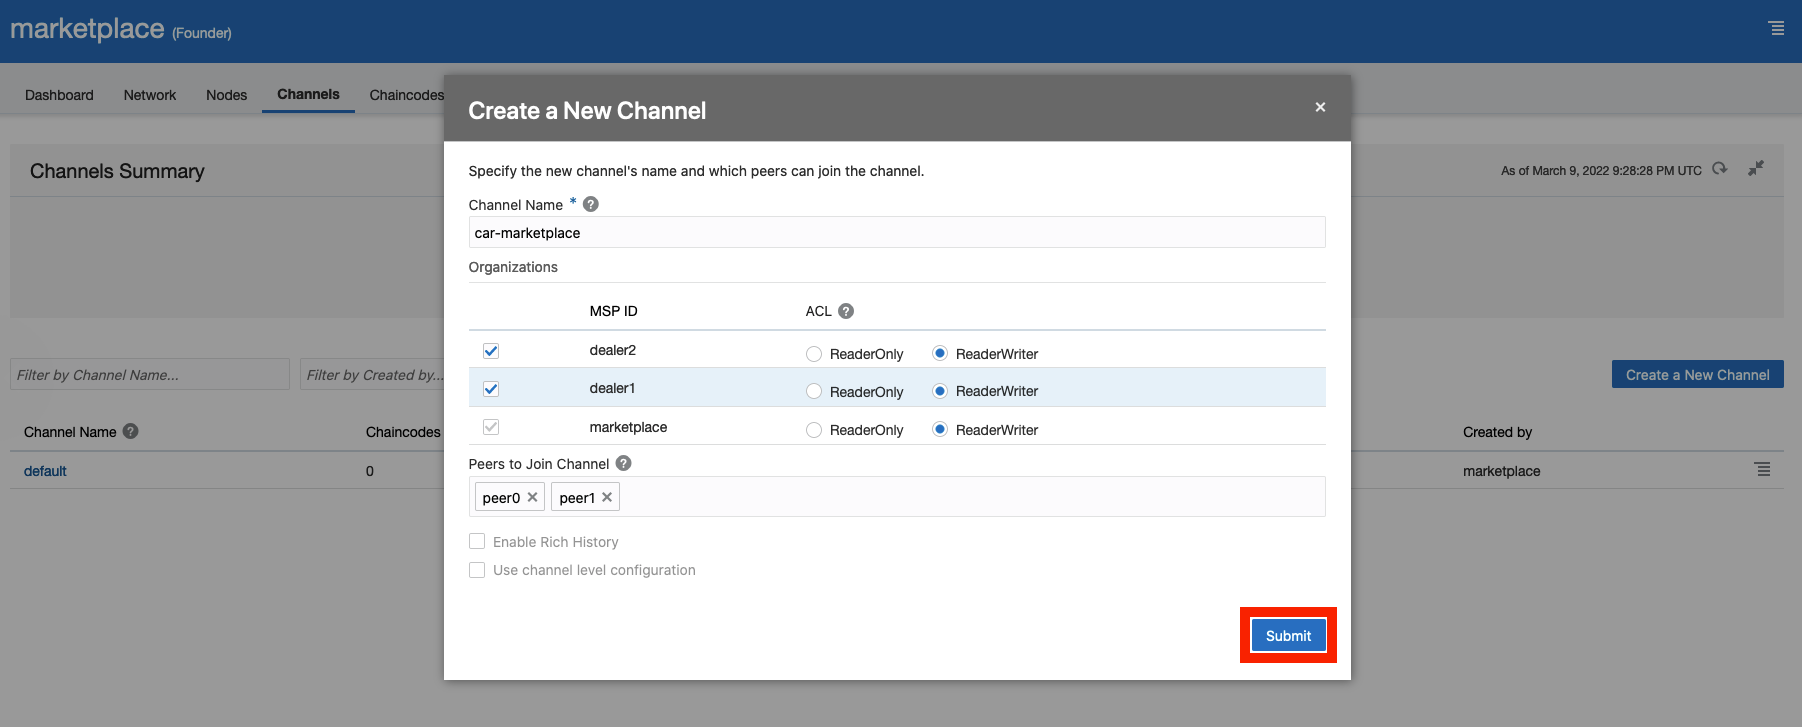 marketplace (Founder)
Dashboard Network Nodes Channels Chaincodes
Create a New Channel ×
Channels Summary
As of March 9, 2022 9:28:28 PM UTC
Specify the new channel's name and which peers can join the channel.
Channel Name * ?
car-marketplace
Organizations
MSP ID ACL ?
dealer2 ReaderOnly ReaderWriter
dealer1 ReaderOnly ReaderWriter
marketplace ReaderOnly ReaderWriter
Peers to Join Channel ?
peer0 × peer1 ×
Enable Rich History
Use channel level configuration
Submit
Filter by Channel Name... Filter by Created by...
Create a New Channel
Channel Name ? Chaincodes Created by
default 0 marketplace